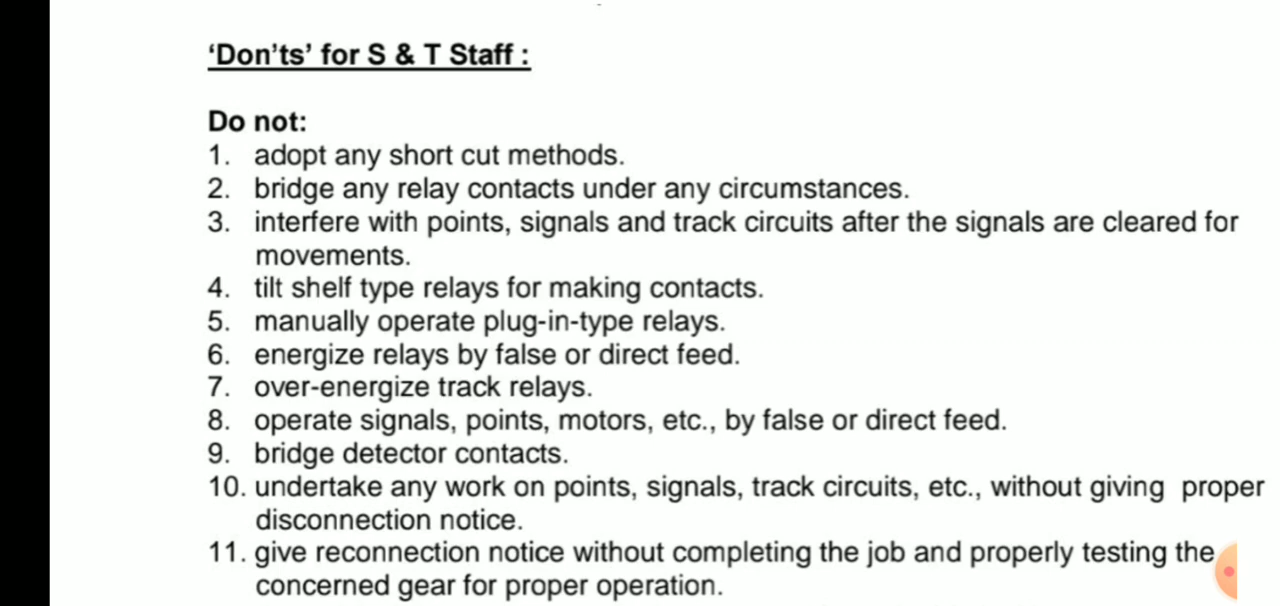 ‘Don’ts’ for S & T Staff :
Do not:
1. adopt any short cut methods.
2. bridge any relay contacts under any circumstances.
3. interfere with points, signals and track circuits after the signals are cleared for
movements.
4. tilt shelf type relays for making contacts.
5. manually operate plug-in-type relays.
6. energize relays by false or direct feed.
7. over-energize track relays.
8. operate signals, points, motors, etc., by false or direct feed.
9. bridge detector contacts.
10. undertake any work on points, signals, track circuits, etc., without giving proper
disconnection notice.
11. give reconnection notice without completing the job and properly testing the
concerned gear for proper operation.